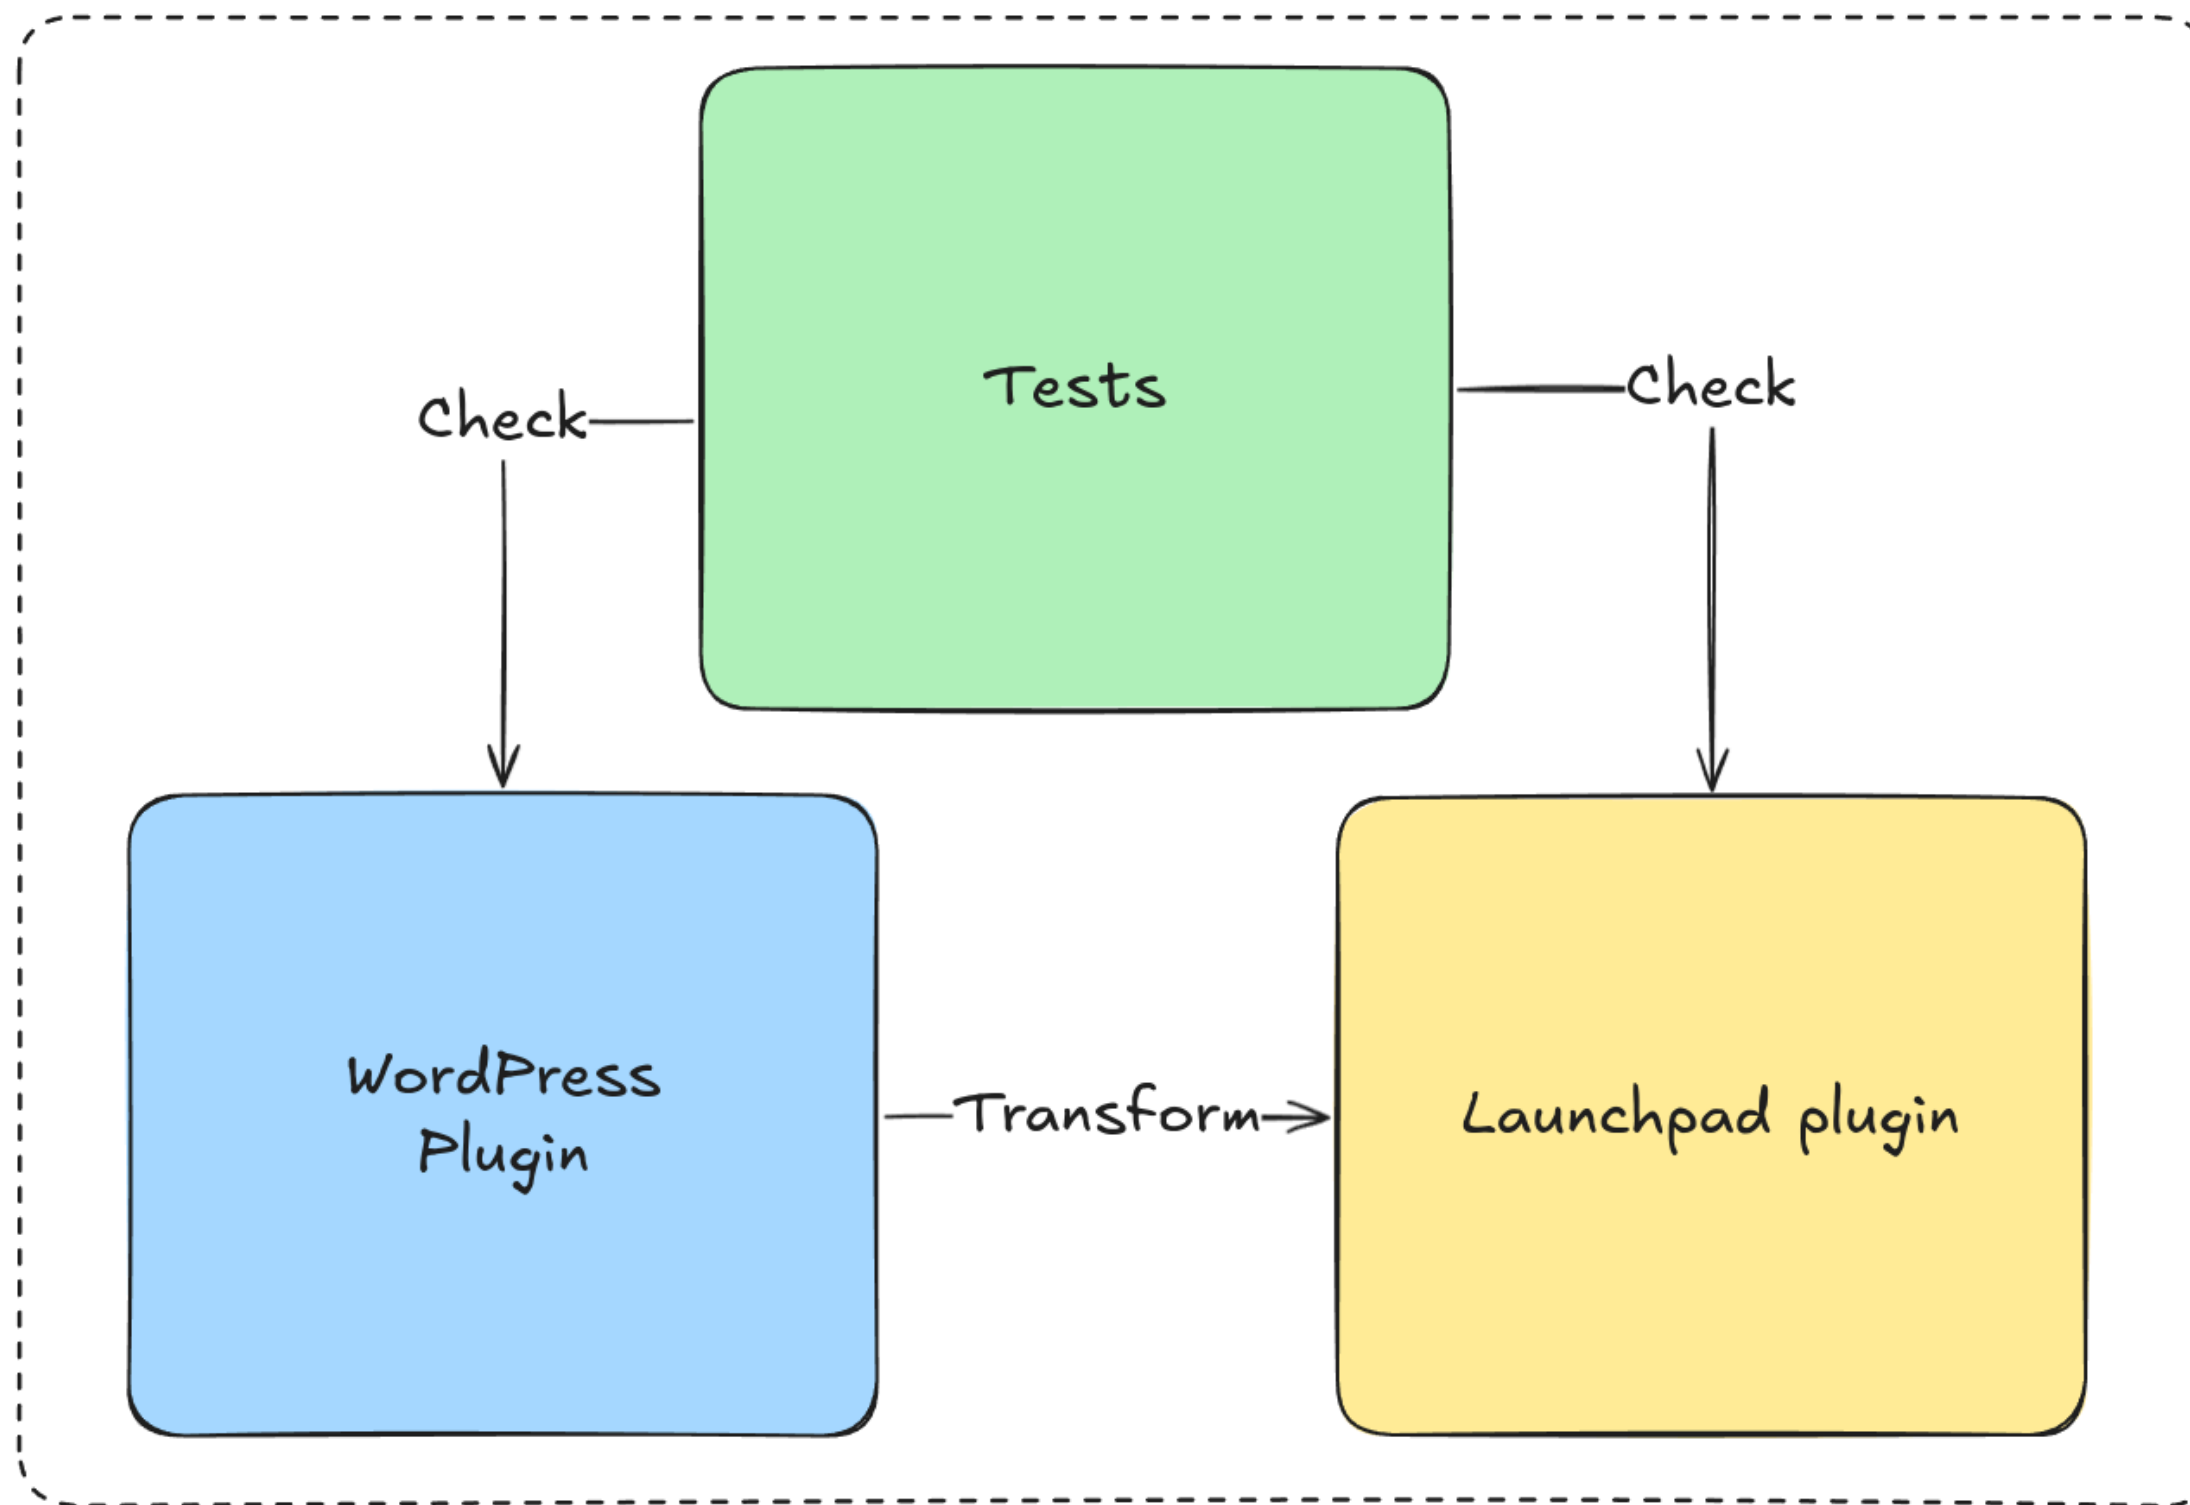 Tests
Check
Check
WordPress
Plugin
Transform
Launchpad plugin